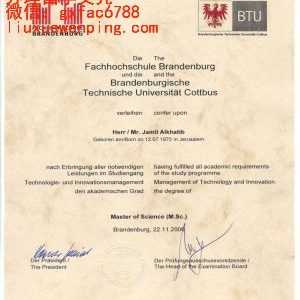 微信：gufac6788
liuxuewenping.com
BRANDENBURG
BTU
Brandenburgische Technische Universität Cottbus
Die The
Fachhochschule Brandenburg
und die and the
Brandenburgische
Technische Universität Cottbus
verleihen confer upon
Herr / Mr. Jamil Alkhatib
Geboren am/Born on 12.07.1975 in Jerusalem
nach Erbringung aller notwendigen having fulfilled all academic requirements
Leistungen im Studiengang of the study programme
Technologie- und Innovationsmanagement Management of Technology and Innovation
den akademischen Grad the degree of
Master of Science (M.Sc.)
Brandenburg, 22.11.2006
Der Präsident / Der Prüfungsausschussvorsitzende /
The President The Head of the Examination Board